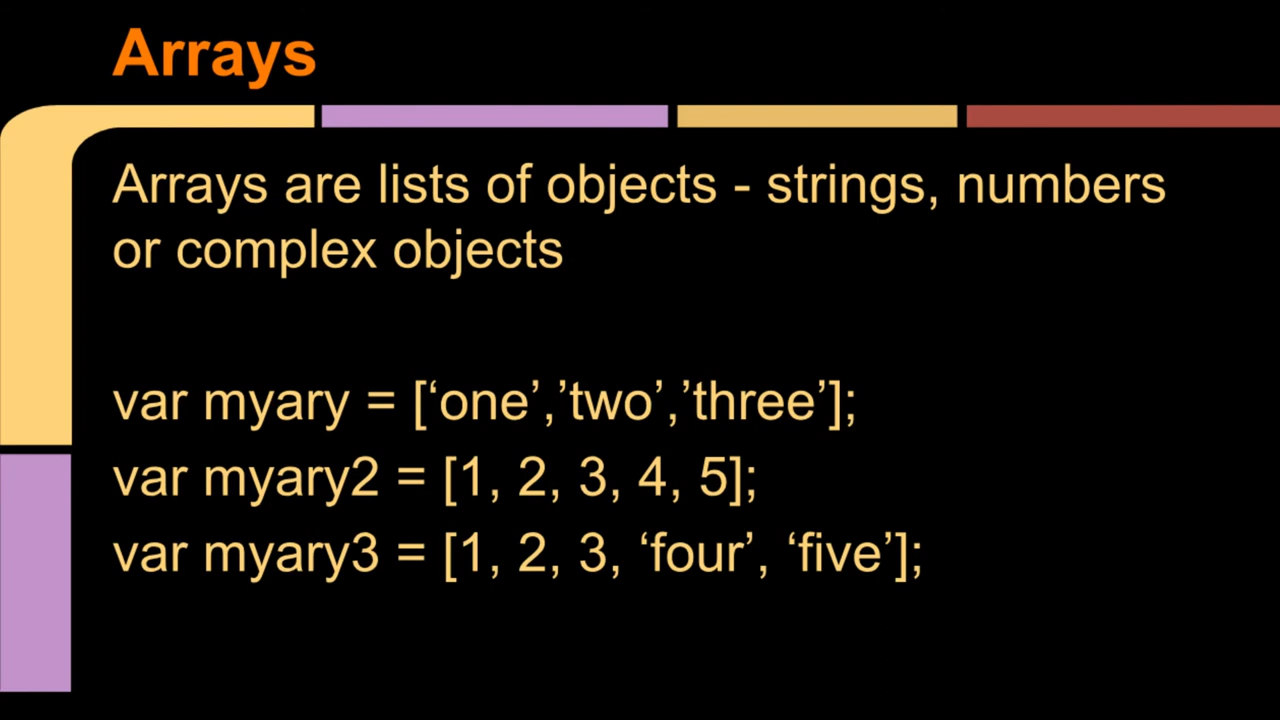 Arrays
Arrays are lists of objects - strings, numbers
or complex objects
var myary = [‘one’,’two’,’three’];
var myary2 = [1, 2, 3, 4, 5];
var myary3 = [1, 2, 3, ‘four’, ‘five’];